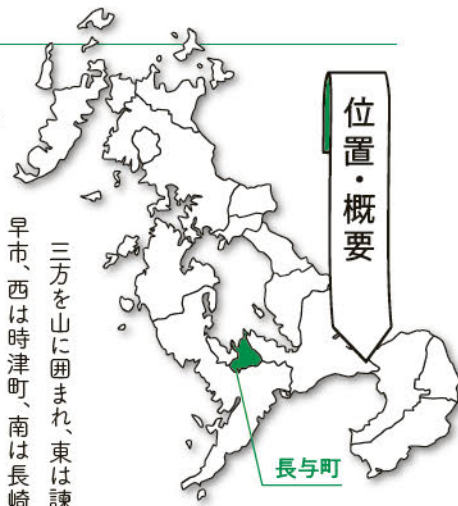 位置・概要
長与町
三方を山に囲まれ、東は諫
早市、西は時津町、南は長崎